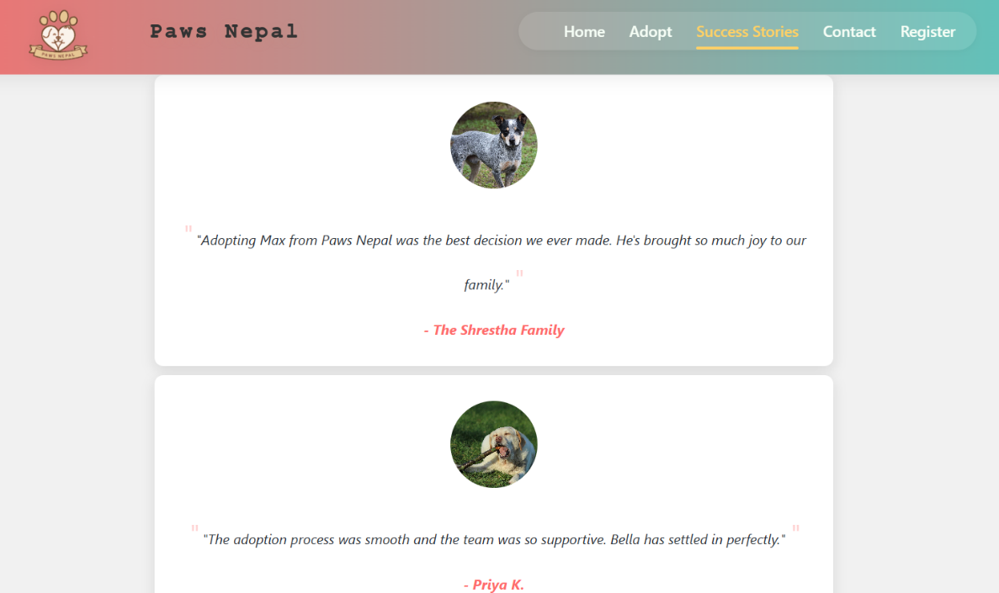 PAWS NEPAL
Paws Nepal
Home Adopt Success Stories Contact Register
" "Adopting Max from Paws Nepal was the best decision we ever made. He's brought so much joy to our
family." "
- The Shrestha Family
" "The adoption process was smooth and the team was so supportive. Bella has settled in perfectly." "
- Priya K.